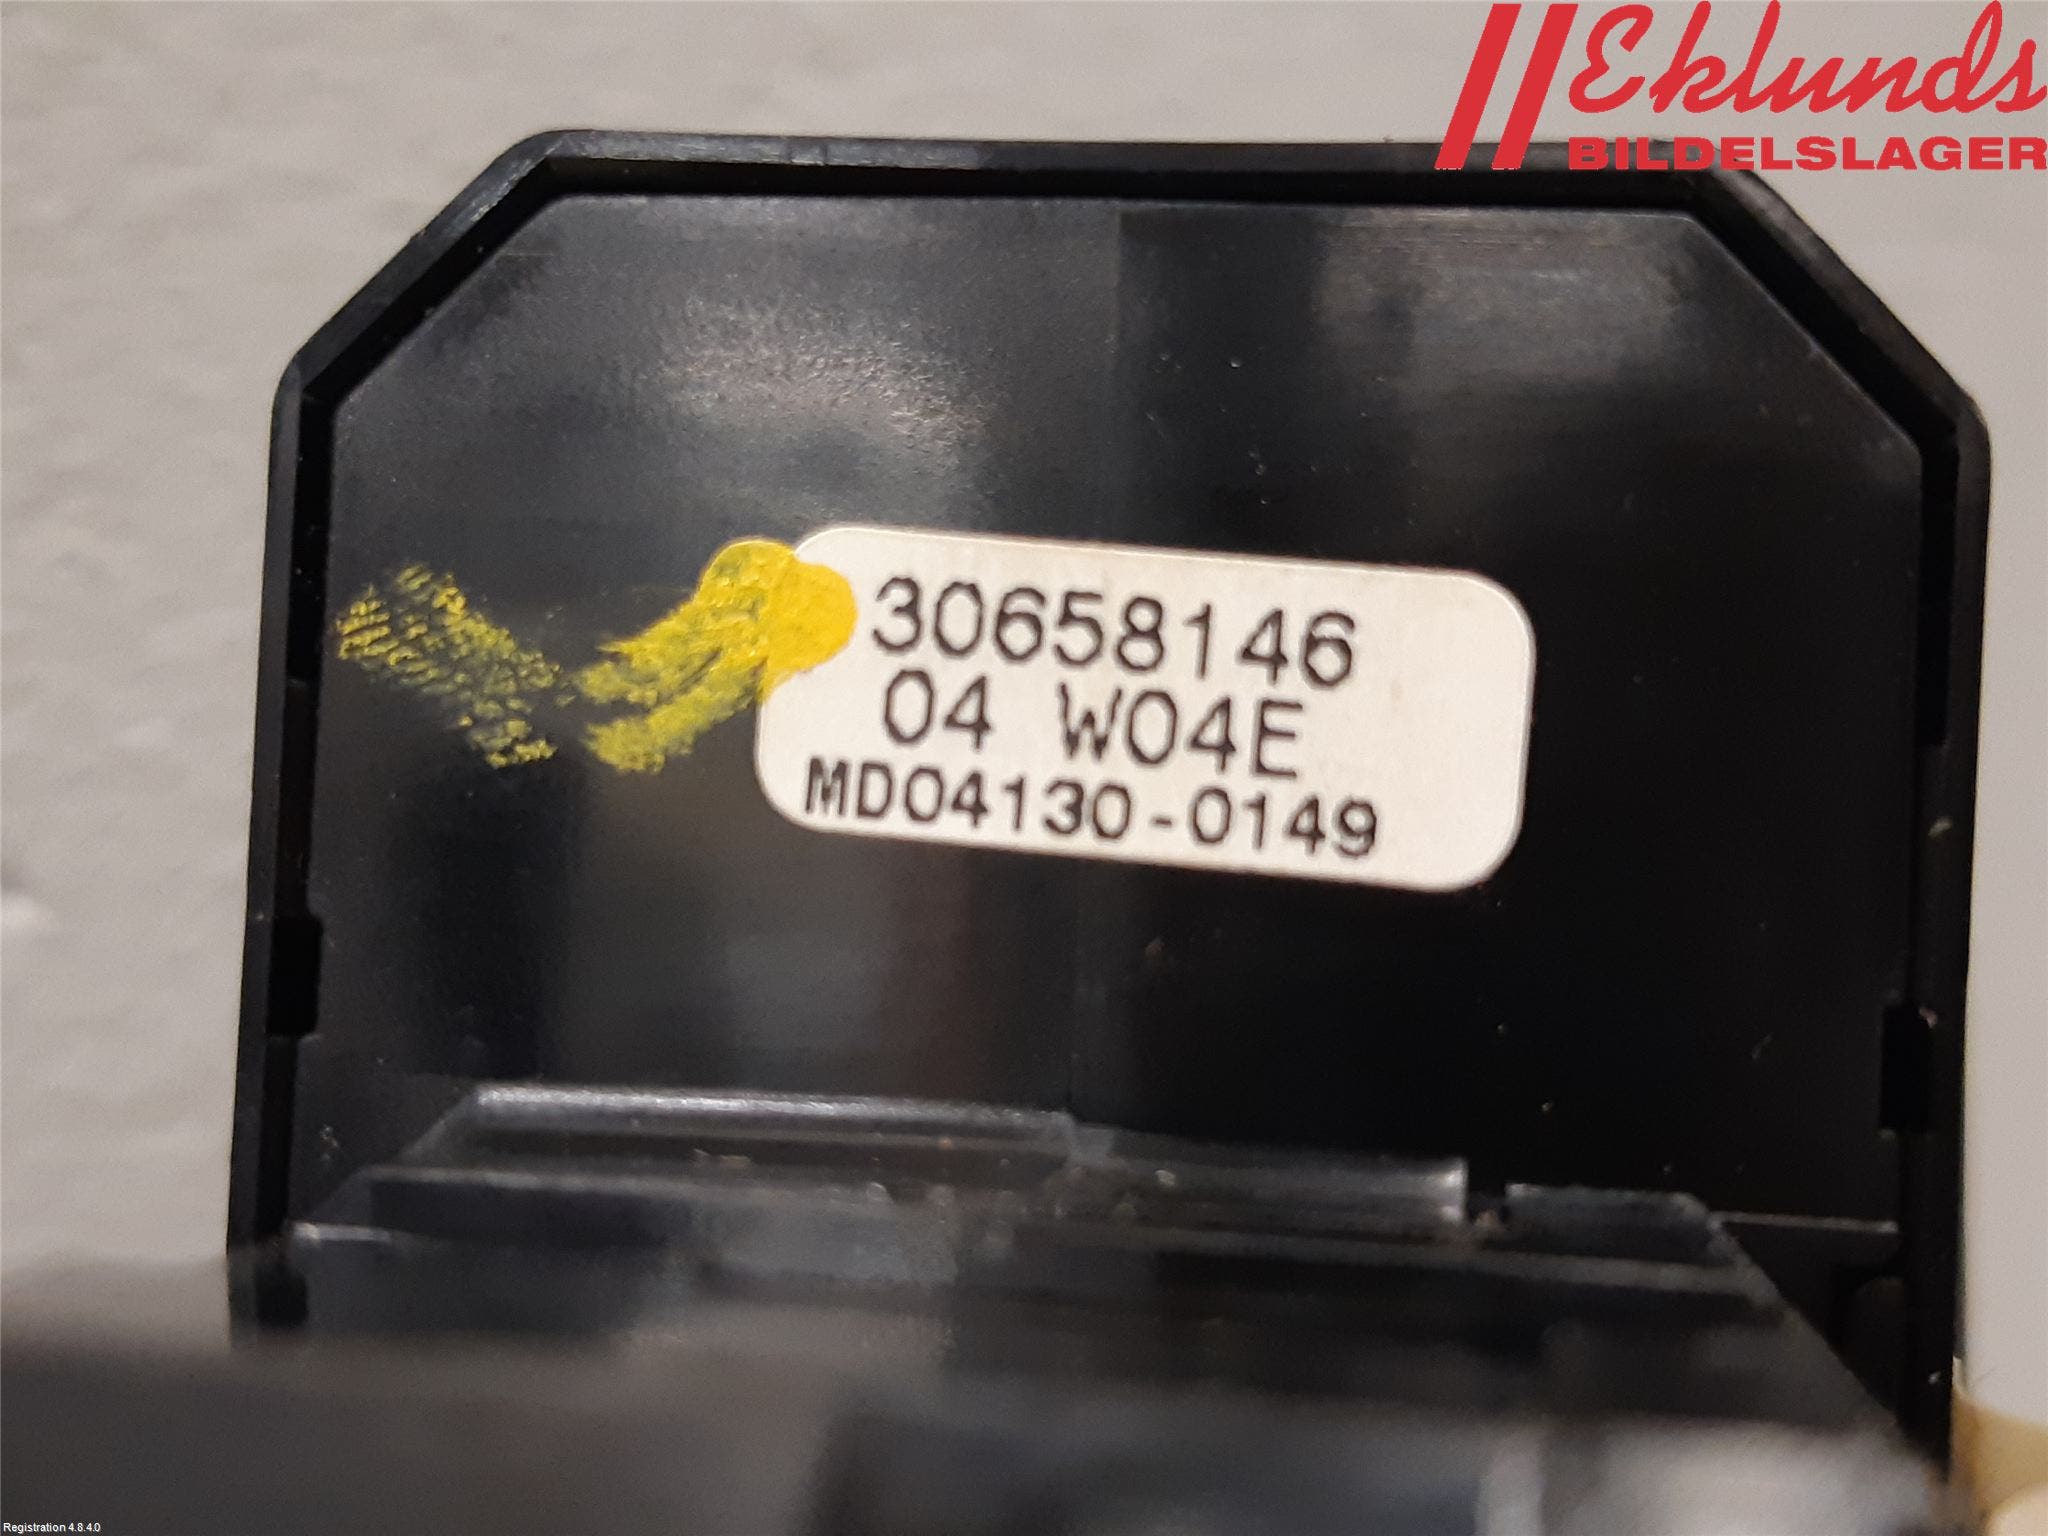 Eklunds
BILDELSLAGER
30658146
04 W04E
MD04130-0149
Registration 4.8.4.0